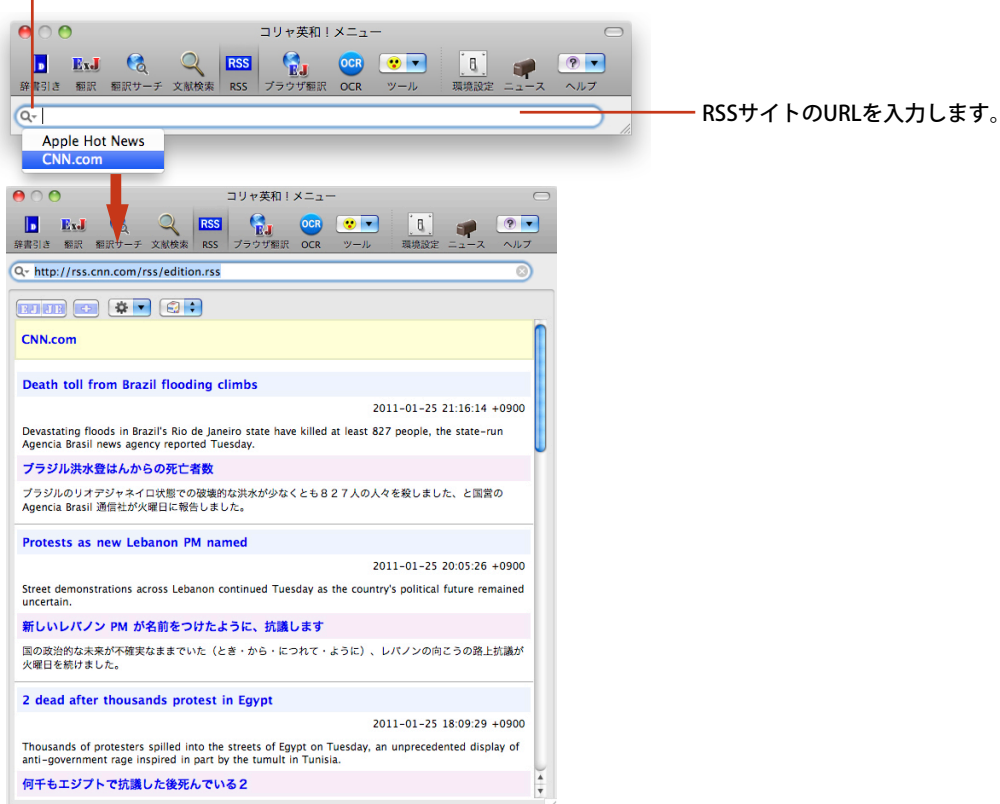 コリャ英和！メニュー
辞書引き 翻訳 翻訳サーチ 文献検索 RSS ブラウザ翻訳 OCR ツール 環境設定 ニュース ヘルプ
RSSサイトのURLを入力します。
Apple Hot News
CNN.com
コリャ英和！メニュー
辞書引き 翻訳 翻訳サーチ 文献検索 RSS ブラウザ翻訳 OCR ツール 環境設定 ニュース ヘルプ
http://rss.cnn.com/rss/edition.rss
EJ JE
CNN.com
Death toll from Brazil flooding climbs
2011-01-25 21:16:14 +0900
Devastating floods in Brazil's Rio de Janeiro state have killed at least 827 people, the state-run
Agencia Brasil news agency reported Tuesday.
ブラジル洪水登はんからの死亡者数
ブラジルのリオデジャネイロ状態での破壊的な洪水が少なくとも８２７人の人々を殺しました、と国営の
Agencia Brasil 通信社が火曜日に報告しました。
Protests as new Lebanon PM named
2011-01-25 20:05:26 +0900
Street demonstrations across Lebanon continued Tuesday as the country's political future remained
uncertain.
新しいレバノン PM が名前をつけたように、抗議します
国の政治的な未来が不確実なままでいた（とき・から・につれて・ように）、レバノンの向こうの路上抗議が
火曜日を続けました。
2 dead after thousands protest in Egypt
2011-01-25 18:09:29 +0900
Thousands of protesters spilled into the streets of Egypt on Tuesday, an unprecedented display of
anti-government rage inspired in part by the tumult in Tunisia.
何千もエジプトで抗議した後死んでいる２